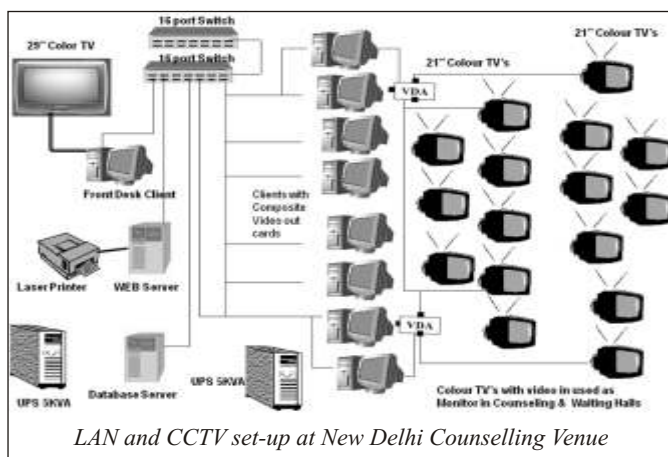 16 port Switch
29" Color TV
16 port Switch
21" Colour TV's
21" Colour TV's
VDA
Front Desk Client
Clients with
Composite
Video out
cards
Laser Printer
WEB Server
VDA
UPS 5KVA
Database Server
UPS 5KVA
Colour TV's with video in used as
Monitor in Counseling & Waiting Halls
LAN and CCTV set-up at New Delhi Counselling Venue